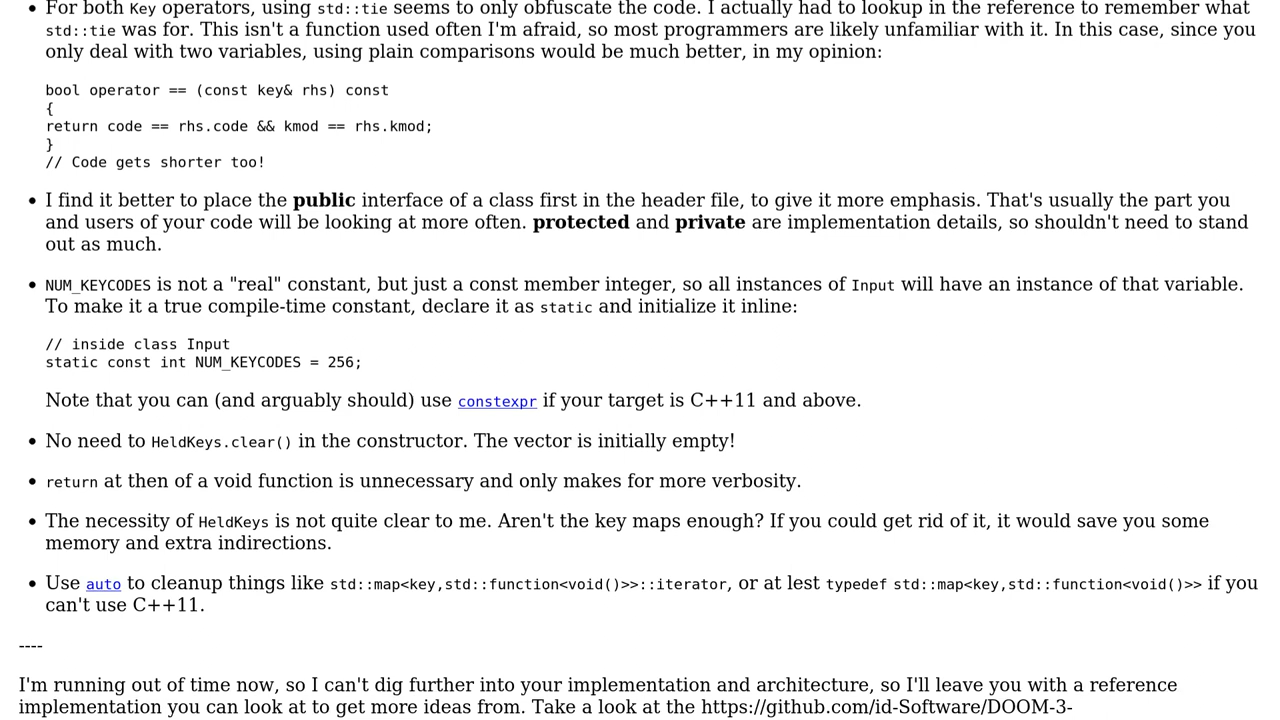 • For both Key operators, using std::tie seems to only obfuscate the code. I actually had to lookup in the reference to remember what
std::tie was for. This isn't a function used often I'm afraid, so most programmers are likely unfamiliar with it. In this case, since you
only deal with two variables, using plain comparisons would be much better, in my opinion:
bool operator == (const key& rhs) const
{
return code == rhs.code && kmod == rhs.kmod;
}
// Code gets shorter too!
• I find it better to place the public interface of a class first in the header file, to give it more emphasis. That's usually the part you
and users of your code will be looking at more often. protected and private are implementation details, so shouldn't need to stand
out as much.
• NUM_KEYCODES is not a "real" constant, but just a const member integer, so all instances of Input will have an instance of that variable.
To make it a true compile-time constant, declare it as static and initialize it inline:
// inside class Input
static const int NUM_KEYCODES = 256;
Note that you can (and arguably should) use constexpr if your target is C++11 and above.
• No need to HeldKeys.clear() in the constructor. The vector is initially empty!
• return at then of a void function is unnecessary and only makes for more verbosity.
• The necessity of HeldKeys is not quite clear to me. Aren't the key maps enough? If you could get rid of it, it would save you some
memory and extra indirections.
• Use auto to cleanup things like std::map<key,std::function<void()>>::iterator, or at lest typedef std::map<key,std::function<void()>> if you
can't use C++11.
----
I'm running out of time now, so I can't dig further into your implementation and architecture, so I'll leave you with a reference
implementation you can look at to get more ideas from. Take a look at the https://github.com/id-Software/DOOM-3-